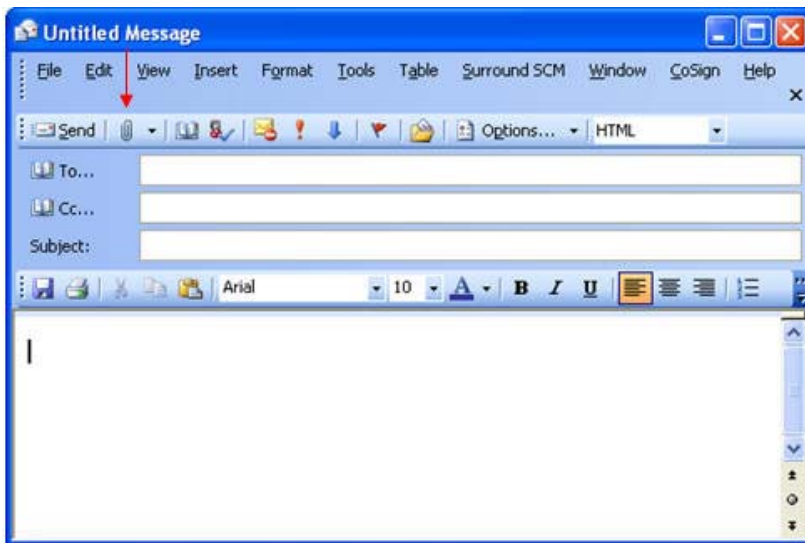 Untitled Message
File Edit View Insert Format Tools Table Surround SCM Window CoSign Help
Send Options... HTML
To...
Cc...
Subject:
Arial 10 A B I U